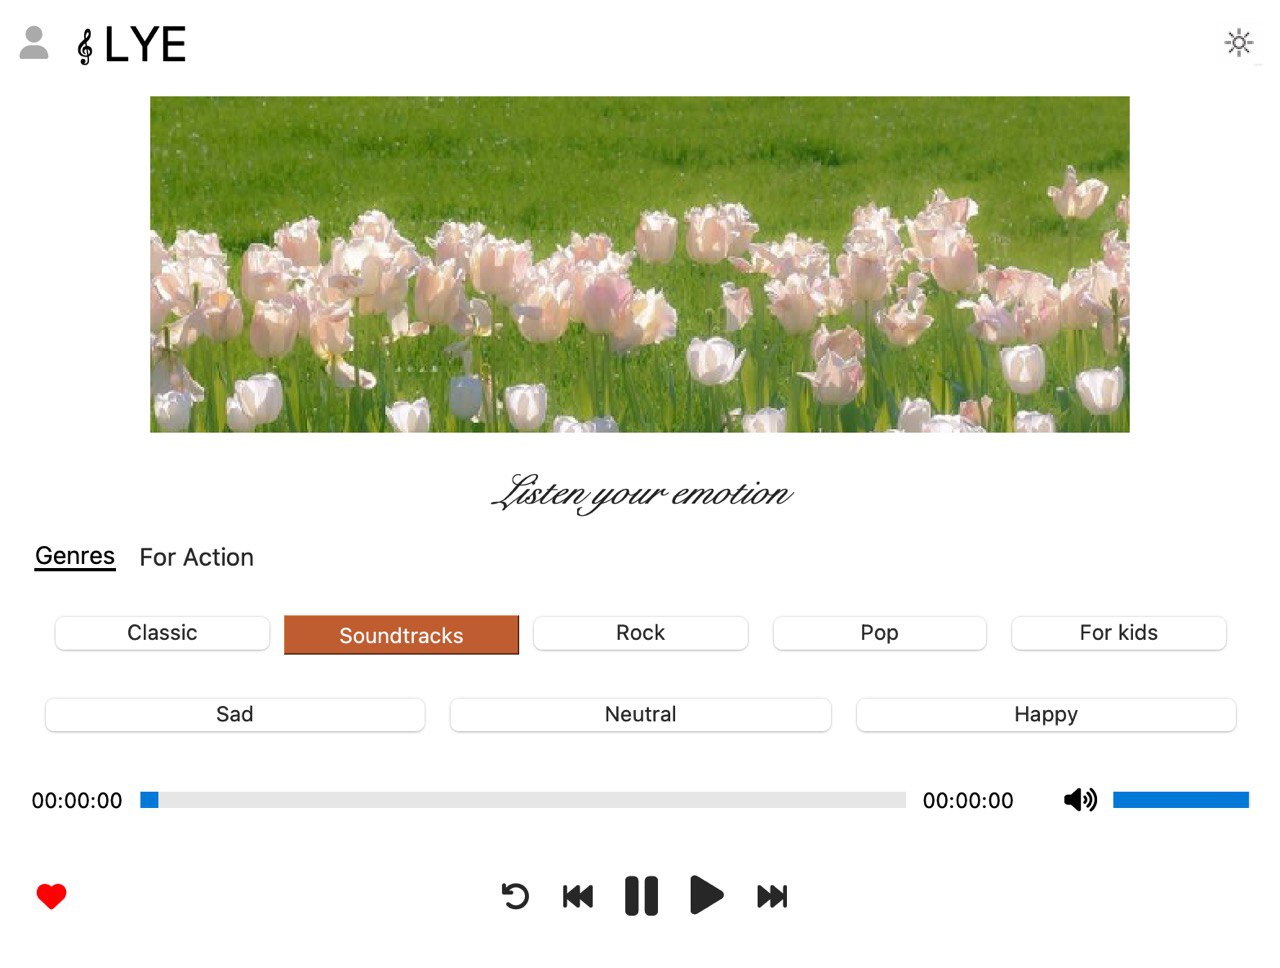 LYE
Listen your emotion
Genres For Action
Classic Soundtracks Rock Pop For kids
Sad Neutral Happy
00:00:00 00:00:00